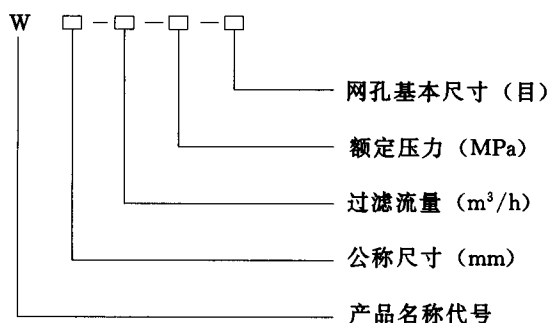 W □-□-□-□
网孔基本尺寸（目）
额定压力（MPa）
过滤流量（m³/h）
公称尺寸（mm）
产品名称代号